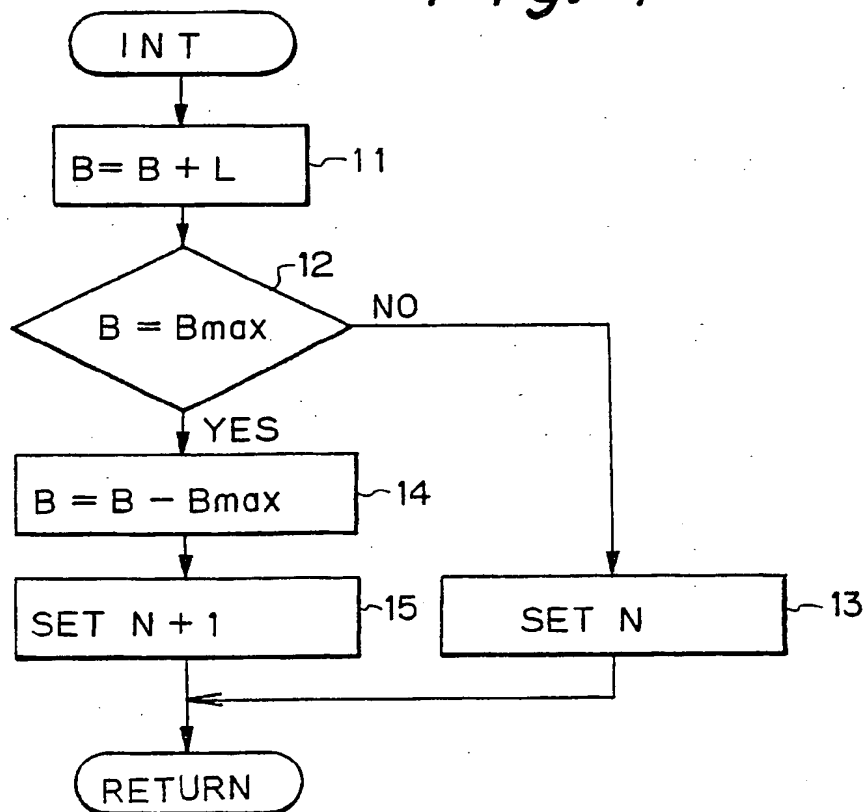 INT
B = B + L
11
12
B = Bmax
NO
YES
B = B - Bmax
14
SET N + 1
15
SET N
13
RETURN